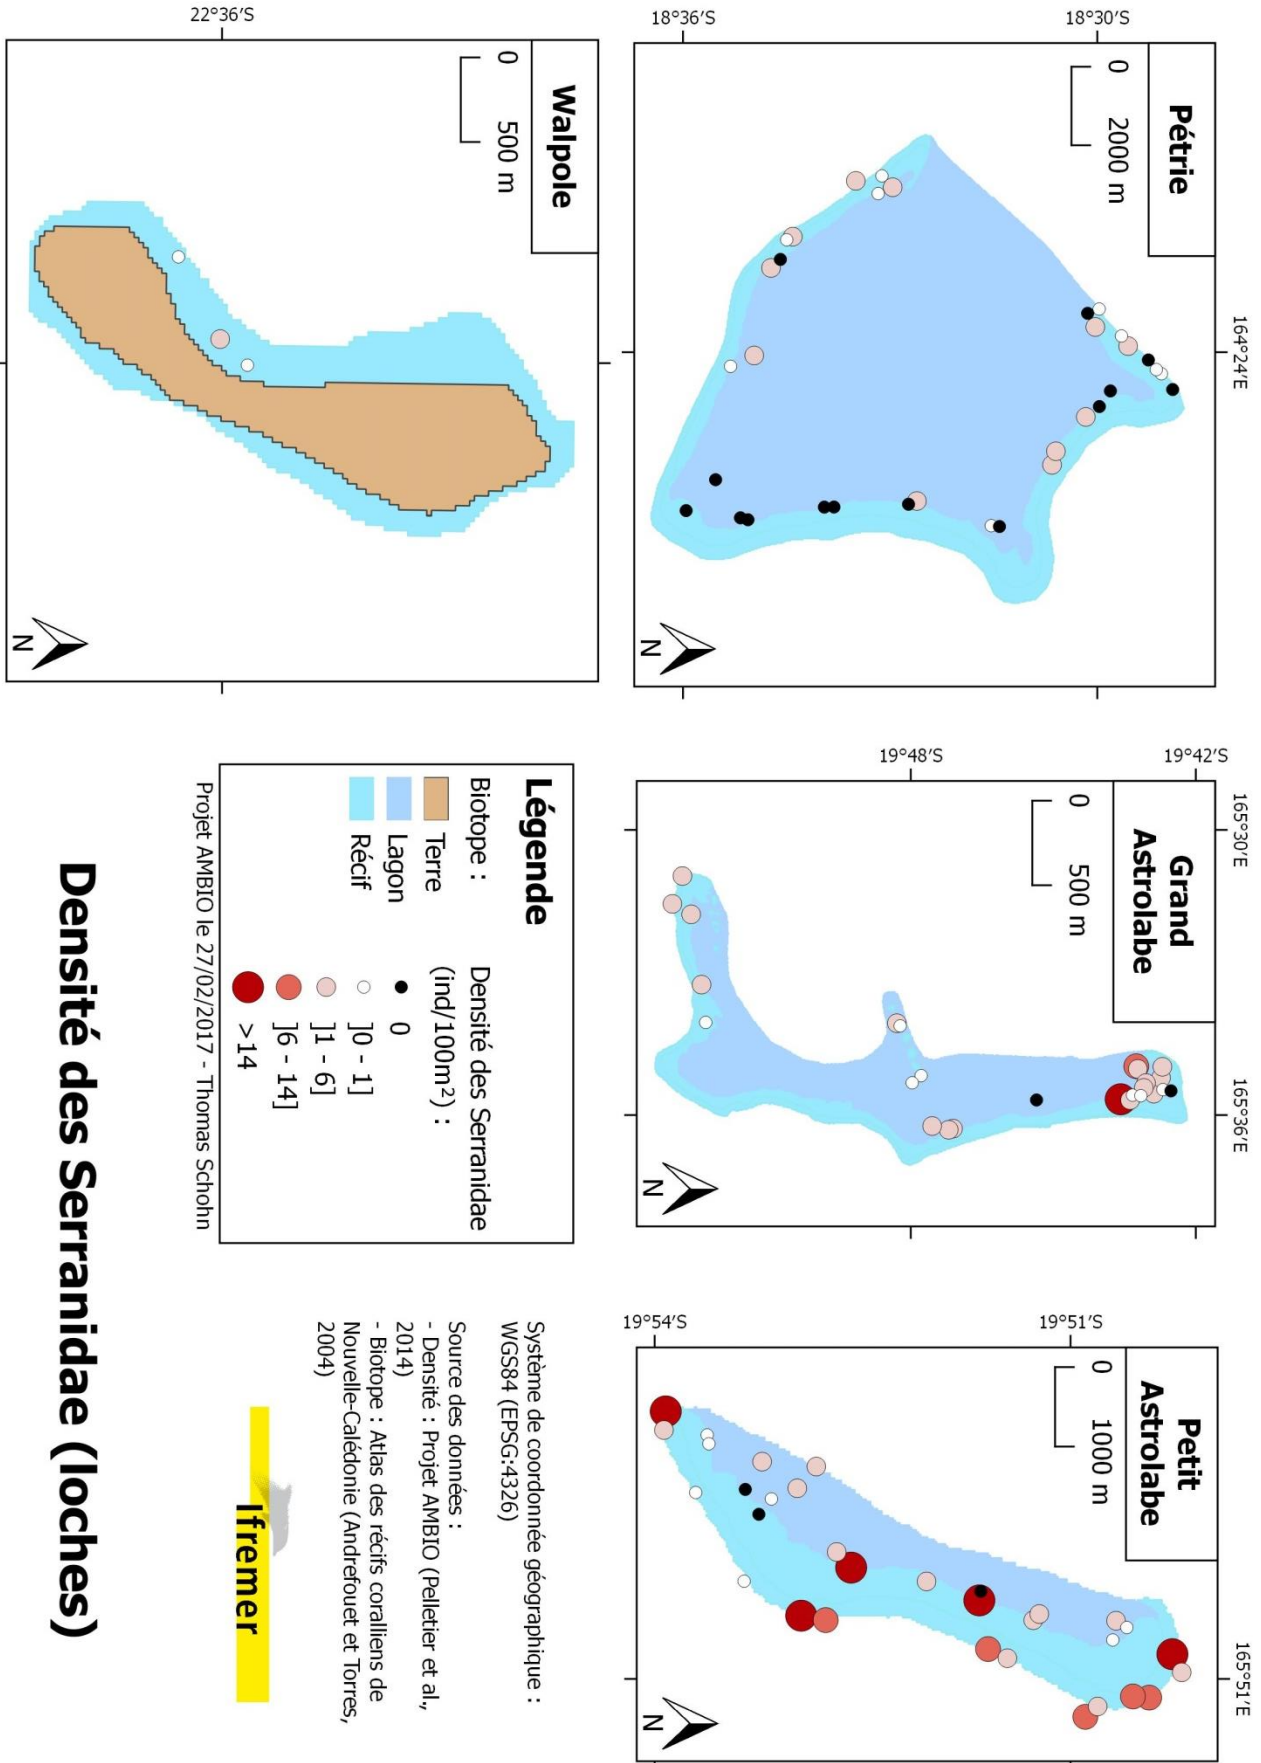 Densité des Serranidae (loches)
Pétrie
0 2000 m
164°24'E
18°30'S
18°36'S
N
Grand
Astrolabe
0 500 m
165°30'E
165°36'E
19°42'S
19°48'S
N
Petit
Astrolabe
0 1000 m
165°51'E
19°51'S
19°54'S
N
Walpole
0 500 m
22°36'S
N
Légende
Biotope :
Terre
Lagon
Récif
Densité des Serranidae
(ind/100m²) :
0
]0 - 1]
]1 - 6]
]6 - 14]
>14
Projet AMBIO le 27/02/2017 - Thomas Schohn
Système de coordonnée géographique :
WGS84 (EPSG:4326)
Source des données :
- Densité : Projet AMBIO (Pelletier et al.,
2014)
- Biotope : Atlas des récifs coralliens de
Nouvelle-Calédonie (Andrefouet et Torres,
2004)
Ifremer